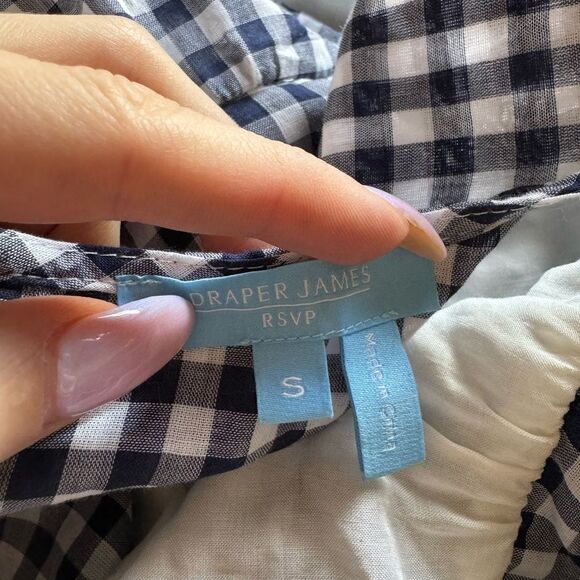 DRAPER JAMES
RSVP
S
Made in China